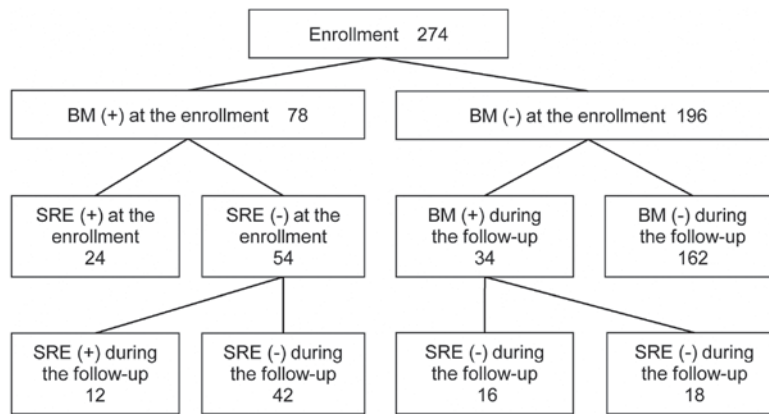 Enrollment 274
BM (+) at the enrollment 78
BM (-) at the enrollment 196
SRE (+) at the
enrollment
24
SRE (-) at the
enrollment
54
BM (+) during
the follow-up
34
BM (-) during
the follow-up
162
SRE (+) during
the follow-up
12
SRE (-) during
the follow-up
42
SRE (-) during
the follow-up
16
SRE (-) during
the follow-up
18